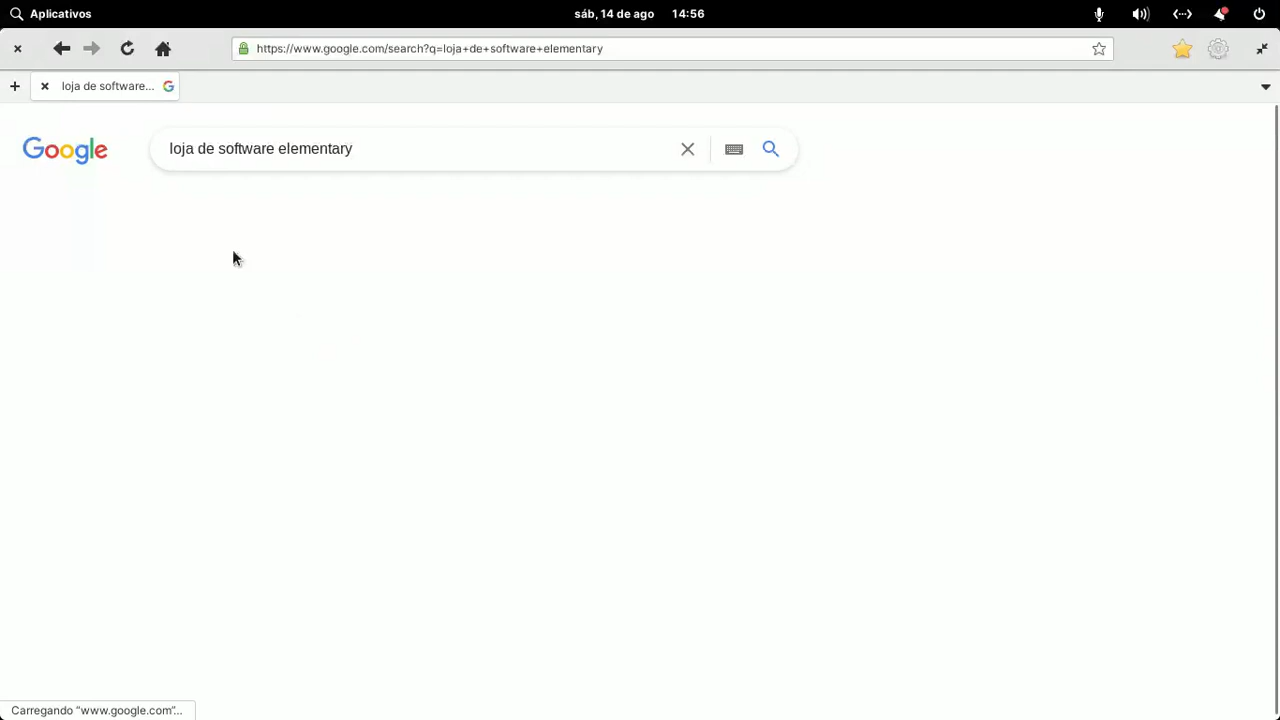 Aplicativos
sáb, 14 de ago 14:56
https://www.google.com/search?q=loja+de+software+elementary
loja de software...
Google
loja de software elementary
Carregando “www.google.com”...